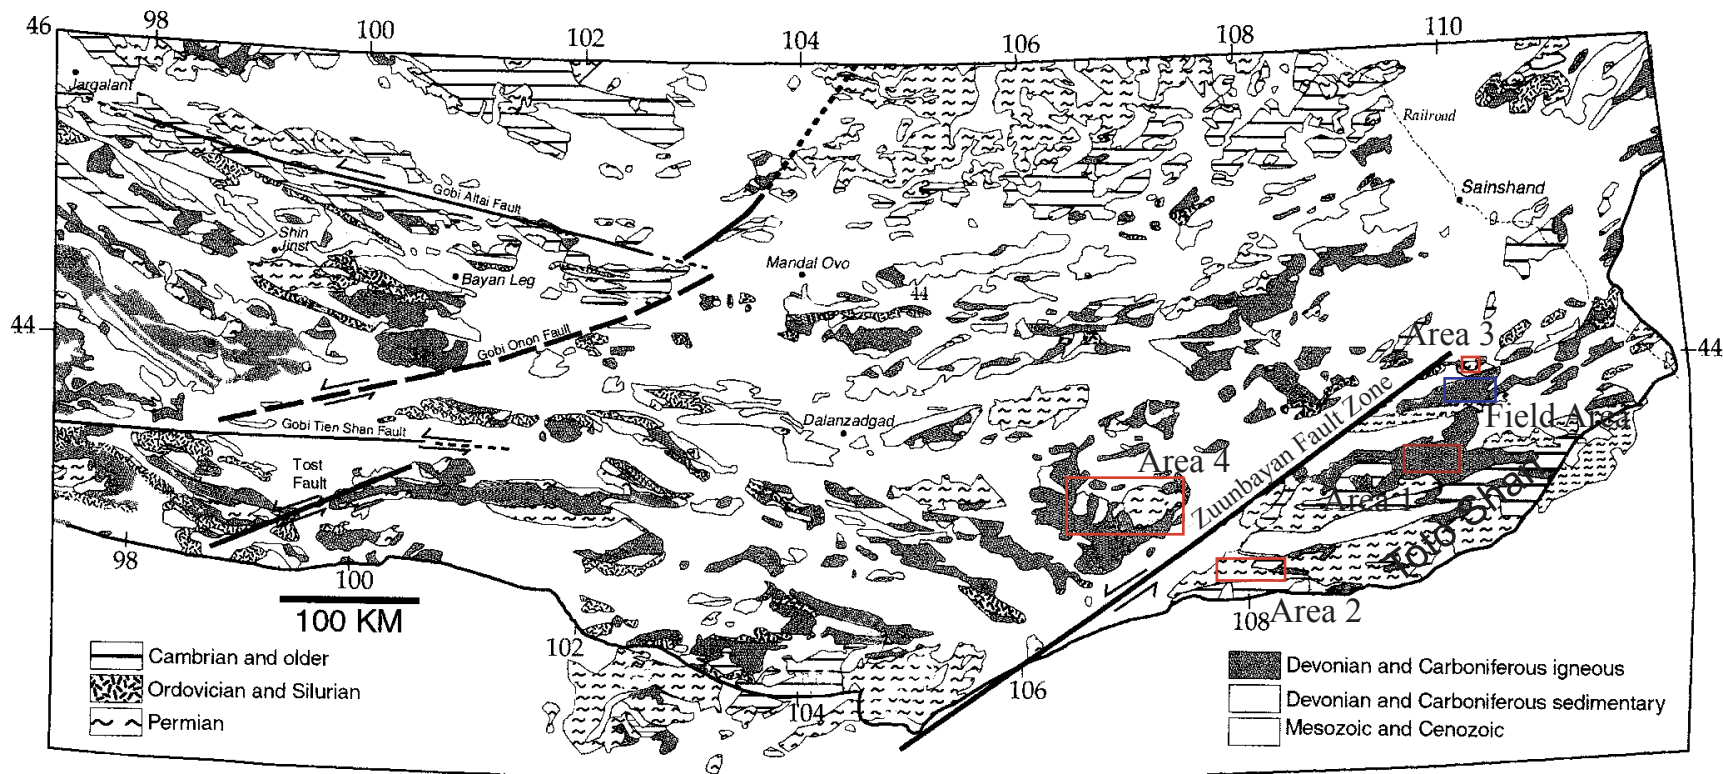 46
98
100
102
104
106
108
110
Jargalant
Railroad
Gobi Altai Fault
Sainshand
Shin
Jinst
Bayan Leg
Mandal Ovo
44
44
Gobi Onon Fault
Area 3
44
Zuunbayan Fault Zone
Field Area
Dalanzadgad
Gobi Tien Shan Fault
Tost
Fault
Area 4
Area 1
Toto Shan
98
100
100 KM
108
Area 2
102
106
104
Cambrian and older
Ordovician and Silurian
Permian
Devonian and Carboniferous igneous
Devonian and Carboniferous sedimentary
Mesozoic and Cenozoic